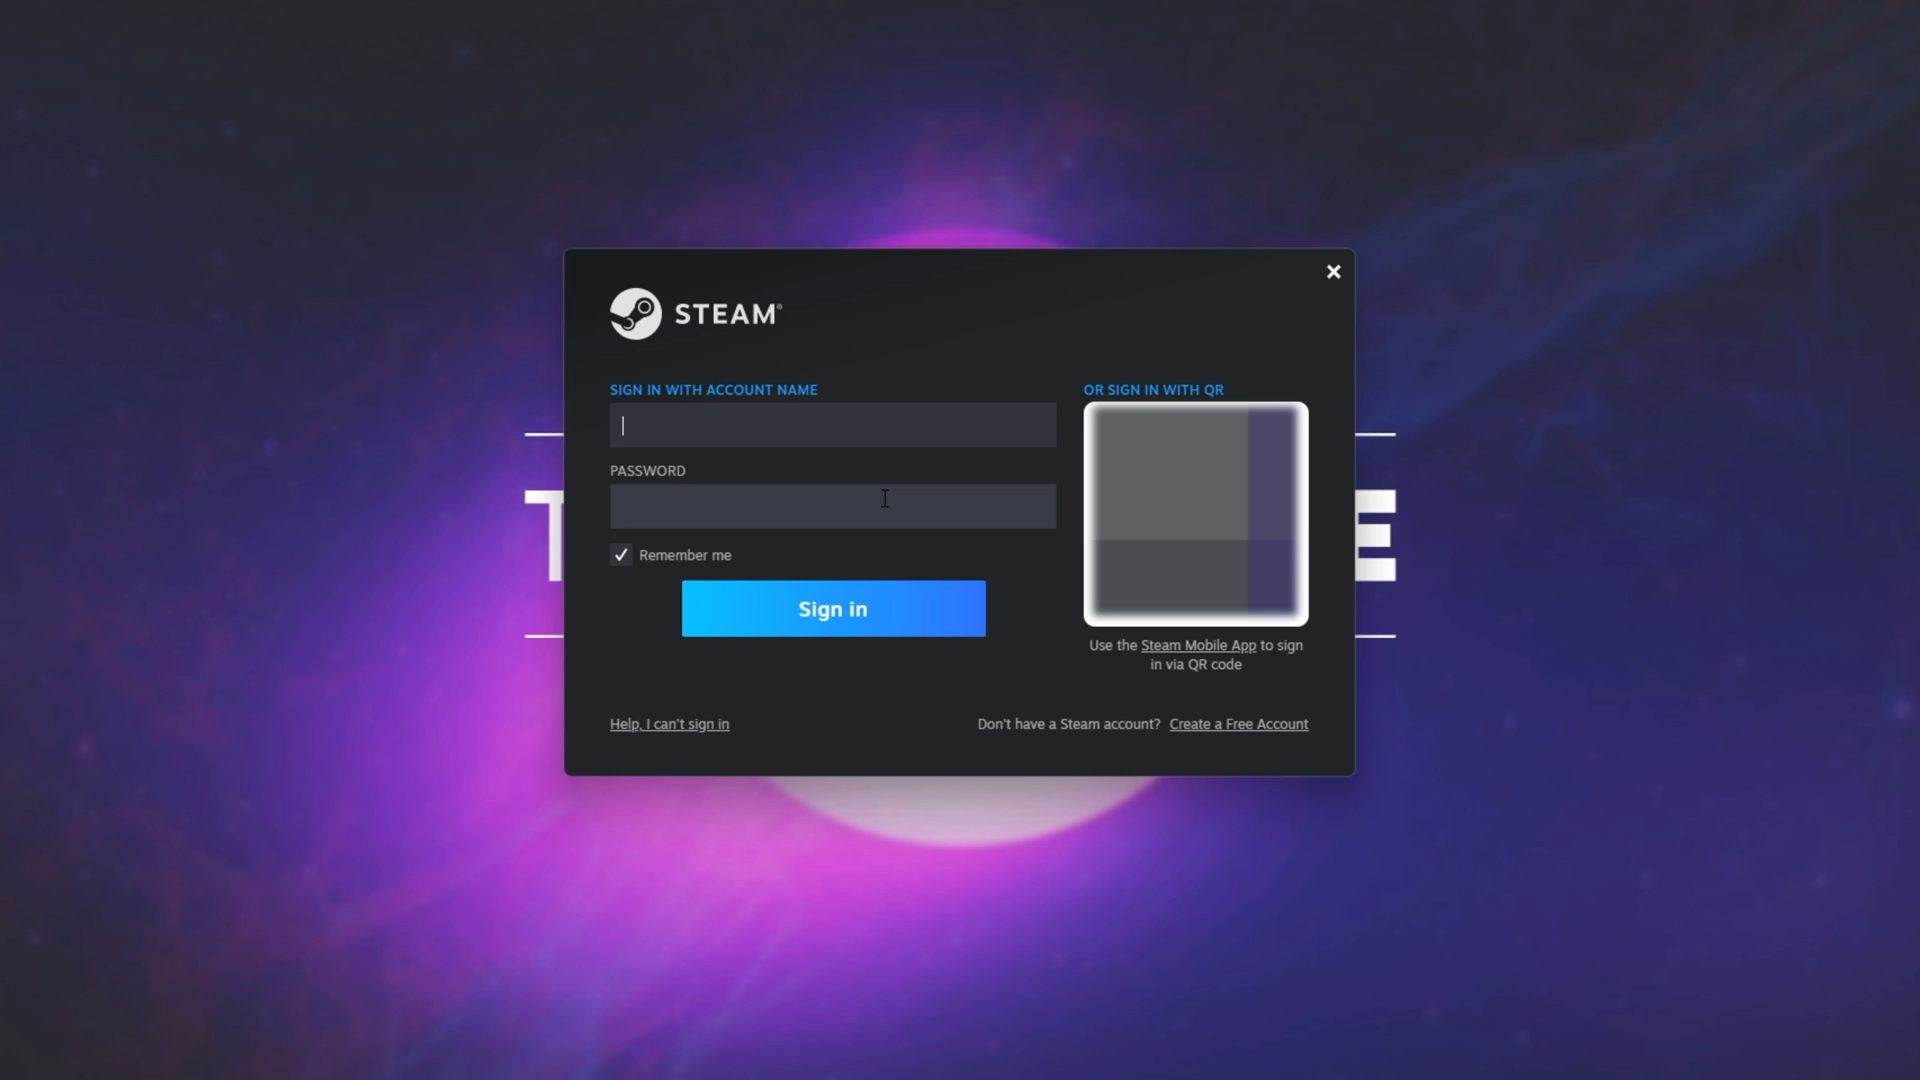 STEAM®
SIGN IN WITH ACCOUNT NAME
OR SIGN IN WITH QR
PASSWORD
Remember me
Sign in
Use the Steam Mobile App to sign
in via QR code
Help, I can't sign in
Don't have a Steam account? Create a Free Account
T
E